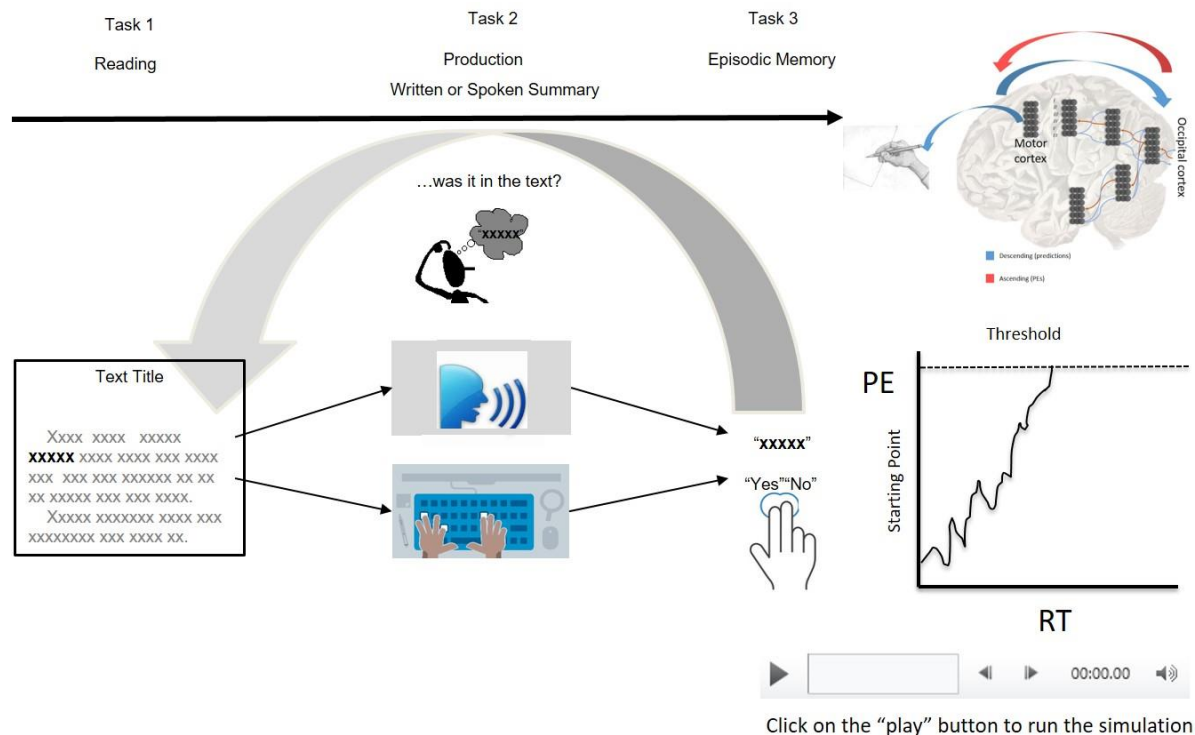 Task 1
Reading
Task 2
Production
Written or Spoken Summary
Task 3
Episodic Memory
Motor
cortex
Occipital cortex
Descending (predictions)
Ascending (PEs)
…was it in the text?
"xxxxx"
Text Title
Xxxx xxxx xxxxx
xxxxx xxxx xxxx xxx xxxx
xxx xxx xxx xxxxxx xx xx
xx xxxxx xxx xxx xxxx.
Xxxxx xxxxxxx xxxx xxx
xxxxxxxx xxx xxxx xx.
“xxxxx”
“Yes”“No”
Threshold
PE
Starting Point
RT
00:00.00
Click on the “play” button to run the simulation